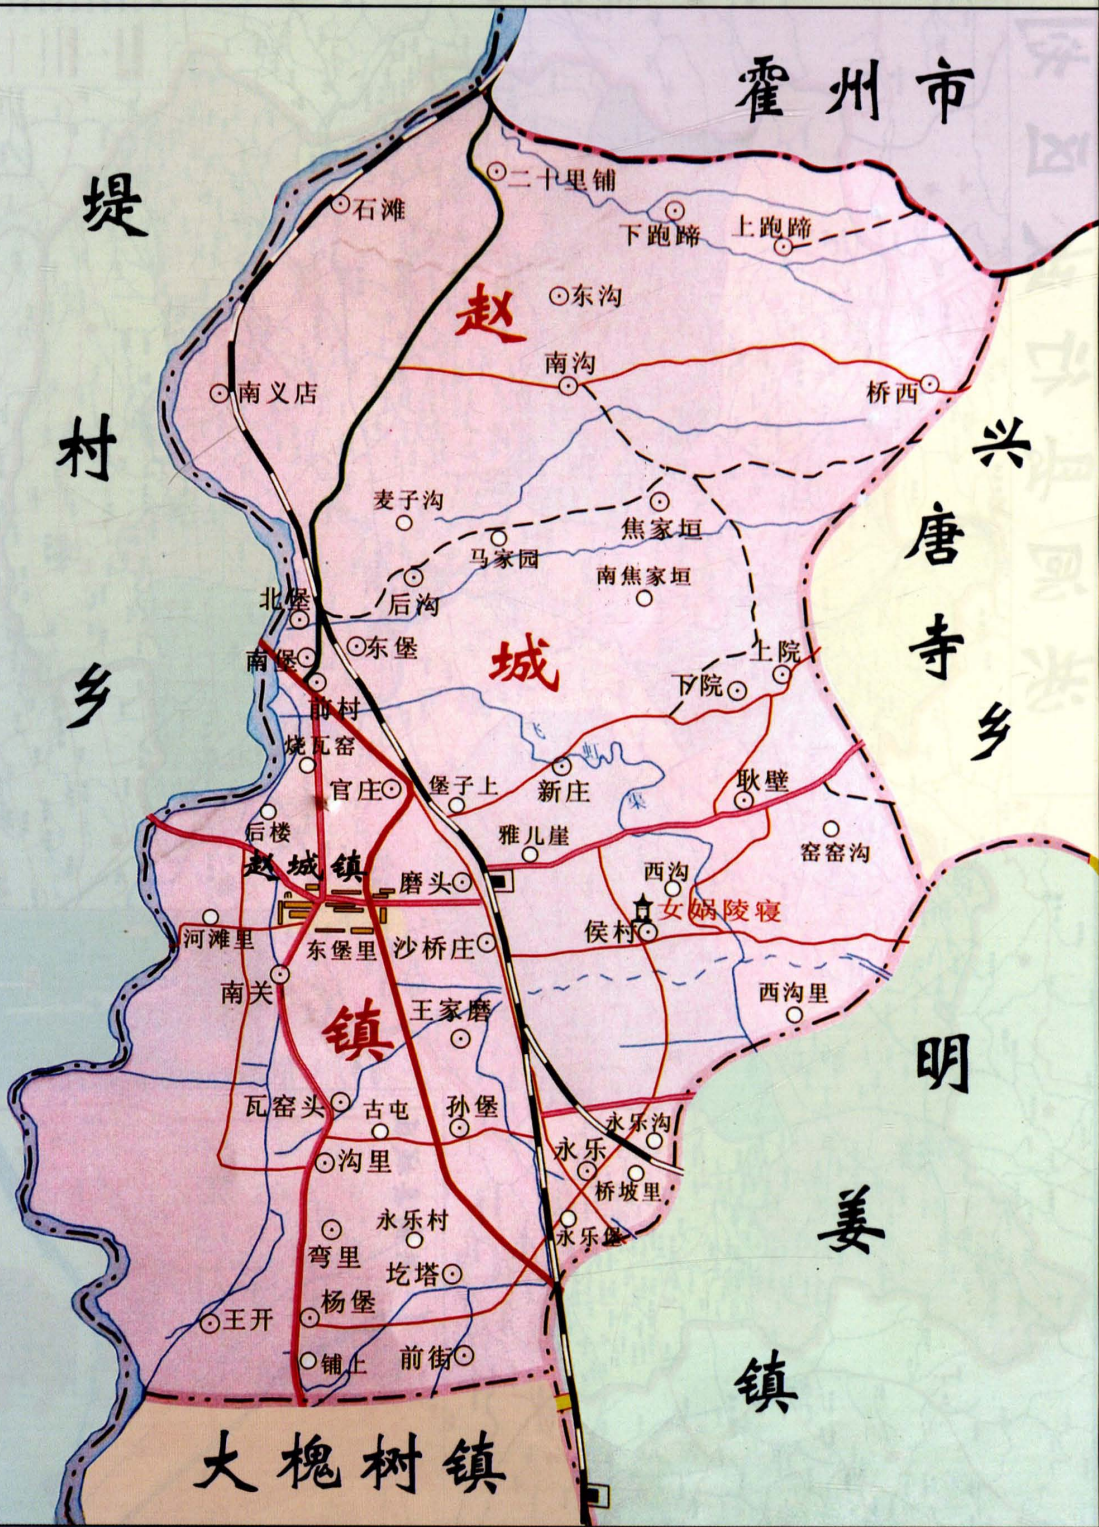 霍州市
堤村乡
二十里铺
石滩
下跑蹄
上跑蹄
东沟
赵城镇
南沟
南义店
桥西
兴唐寺乡
麦子沟
焦家垣
马家园
南焦家垣
后沟
北堡
东堡
南堡
上院
下院
前村
烧瓦窑
飞虹渠
官庄
堡子上
新庄
耿壁
后楼
雅儿崖
窑窑沟
赵城镇
磨头
西沟
女娲陵寝
侯村
河滩里
东堡里
沙桥庄
南关
西沟里
王家磨
明姜镇
瓦窑头
古屯
孙堡
永乐沟
沟里
永乐
桥坡里
永乐村
永乐堡
弯里
圪塔
杨堡
王开
铺上
前街
大槐树镇